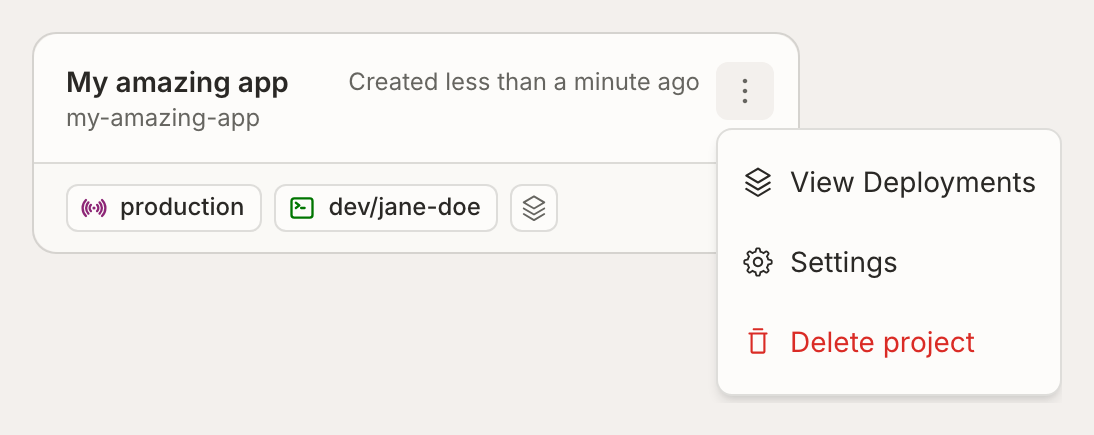 My amazing app
Created less than a minute ago
my-amazing-app
production
dev/jane-doe
View Deployments
Settings
Delete project